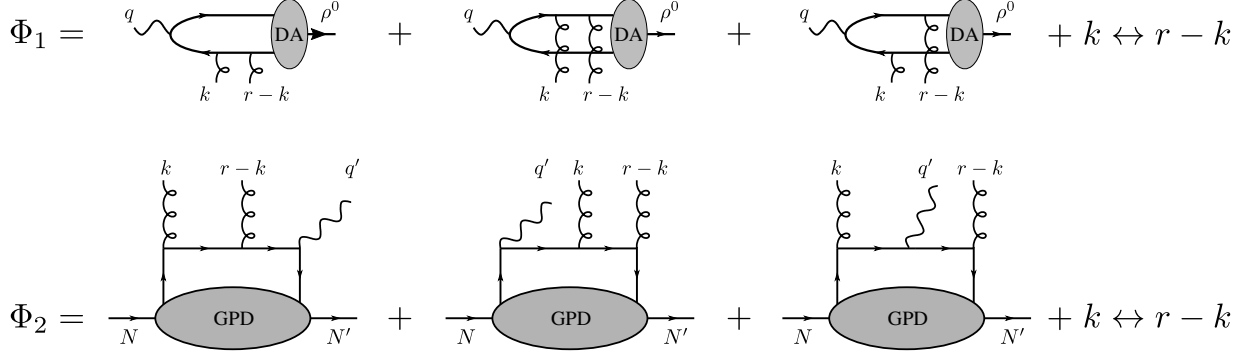 Φ₁ = q DA ρ⁰ + q DA ρ⁰ + q DA ρ⁰ + k ↔ r − k
k r − k k r − k k r − k
k r − k q′ q′ k r − k k q′ r − k
Φ₂ = GPD + GPD + GPD + k ↔ r − k
N N′ N N′ N N′